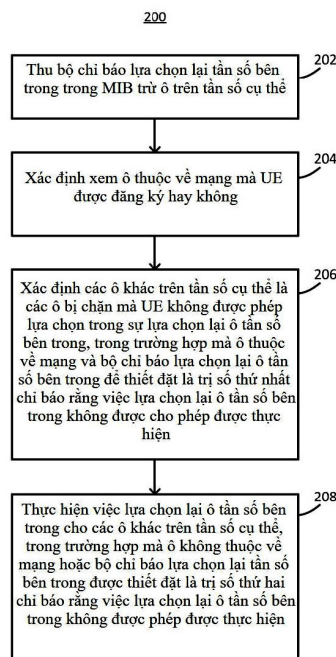 200
202
Thu bộ chỉ báo lựa chọn lại tần số bên
trong trong MIB trừ ô trên tần số cụ thể
204
Xác định xem ô thuộc về mạng mà UE
được đăng ký hay không
206
Xác định các ô khác trên tần số cụ thể là
các ô bị chặn mà UE không được phép
lựa chọn trong sự lựa chọn lại ô tần số
bên trong, trong trường hợp mà ô thuộc
về mạng và bộ chỉ báo lựa chọn lại ô tần
số bên trong để thiết đặt là trị số thứ nhất
chỉ báo rằng việc lựa chọn lại ô tần số bên
trong không được cho phép được thực
hiện
208
Thực hiện việc lựa chọn lại ô tần số bên
trong cho các ô khác trên tần số cụ thể,
trong trường hợp mà ô không thuộc về
mạng hoặc bộ chỉ báo lựa chọn lại tần số
bên trong được thiết đặt là trị số thứ hai
chỉ báo rằng việc lựa chọn lại ô tần số bên
trong không được phép được thực hiện